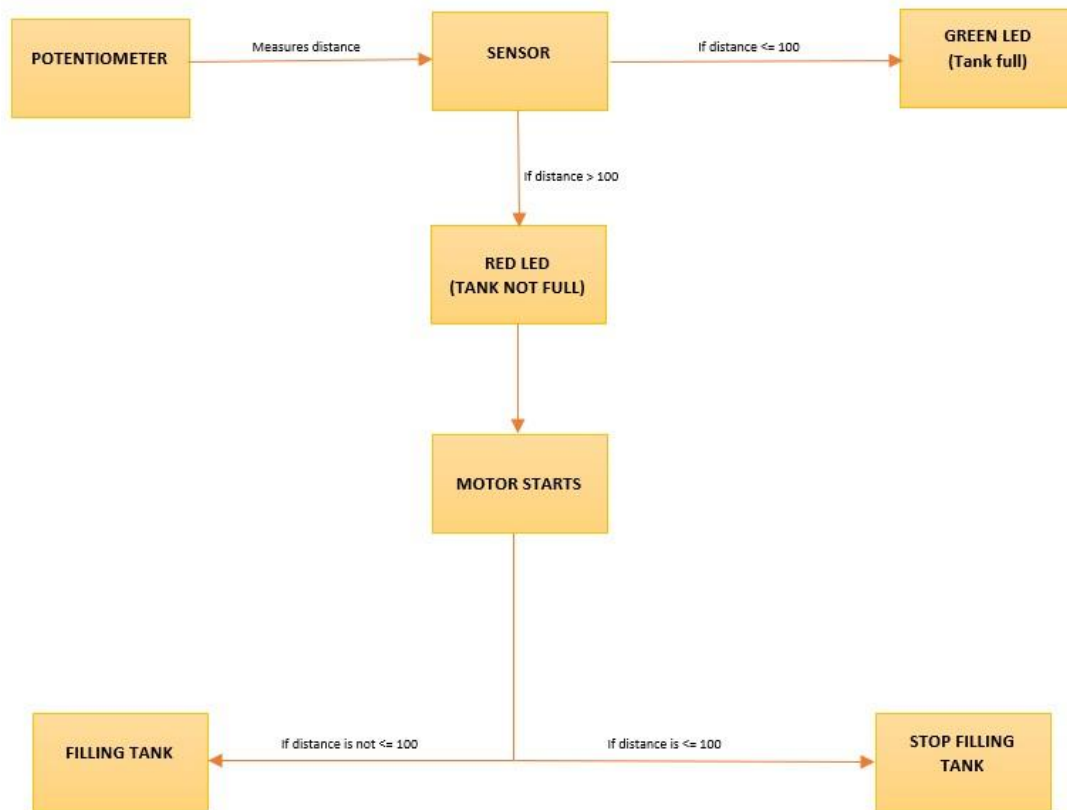 POTENTIOMETER
Measures distance
SENSOR
If distance <= 100
GREEN LED
(Tank full)
If distance > 100
RED LED
(TANK NOT FULL)
MOTOR STARTS
FILLING TANK
If distance is not <= 100
If distance is <= 100
STOP FILLING
TANK